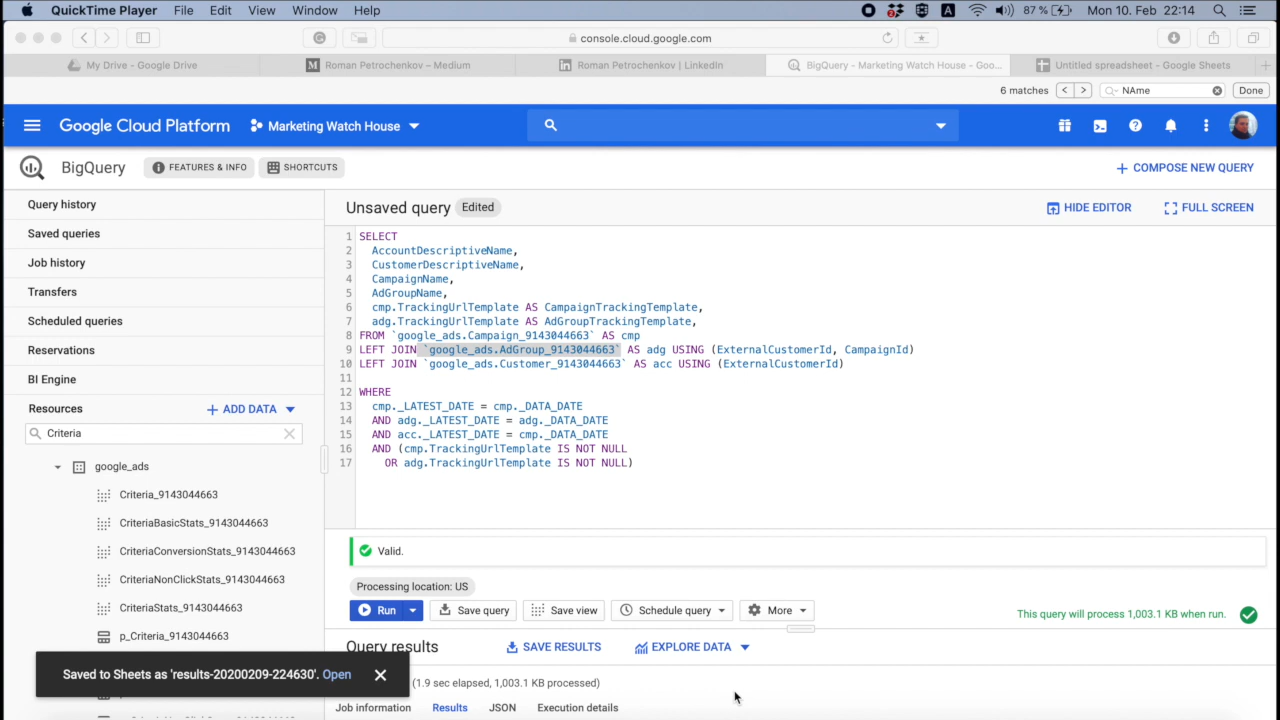 QuickTime Player File Edit View Window Help
2 A 87 % Mon 10. Feb 22:14
console.cloud.google.com
My Drive - Google Drive
Roman Petrochenkov – Medium
Roman Petrochenkov | LinkedIn
BigQuery - Marketing Watch House - Goo...
Untitled spreadsheet - Google Sheets
6 matches < > NAme Done
Google Cloud Platform Marketing Watch House
BigQuery FEATURES & INFO SHORTCUTS + COMPOSE NEW QUERY
Query history
Saved queries
Job history
Transfers
Scheduled queries
Reservations
BI Engine
Resources + ADD DATA
Criteria
google_ads
Criteria_9143044663
CriteriaBasicStats_9143044663
CriteriaConversionStats_9143044663
CriteriaNonClickStats_9143044663
CriteriaStats_9143044663
p_Criteria_9143044663
Unsaved query Edited HIDE EDITOR FULL SCREEN
1 SELECT
2 AccountDescriptiveName,
3 CustomerDescriptiveName,
4 CampaignName,
5 AdGroupName,
6 cmp.TrackingUrlTemplate AS CampaignTrackingTemplate,
7 adg.TrackingUrlTemplate AS AdGroupTrackingTemplate,
8 FROM `google_ads.Campaign_9143044663` AS cmp
9 LEFT JOIN `google_ads.AdGroup_9143044663` AS adg USING (ExternalCustomerId, CampaignId)
10 LEFT JOIN `google_ads.Customer_9143044663` AS acc USING (ExternalCustomerId)
11
12 WHERE
13 cmp._LATEST_DATE = cmp._DATA_DATE
14 AND adg._LATEST_DATE = adg._DATA_DATE
15 AND acc._LATEST_DATE = cmp._DATA_DATE
16 AND (cmp.TrackingUrlTemplate IS NOT NULL
17 OR adg.TrackingUrlTemplate IS NOT NULL)
Valid.
Processing location: US
Run Save query Save view Schedule query More
This query will process 1,003.1 KB when run.
Query results SAVE RESULTS EXPLORE DATA
Saved to Sheets as 'results-20200209-224630'. Open
(1.9 sec elapsed, 1,003.1 KB processed)
Job information Results JSON Execution details